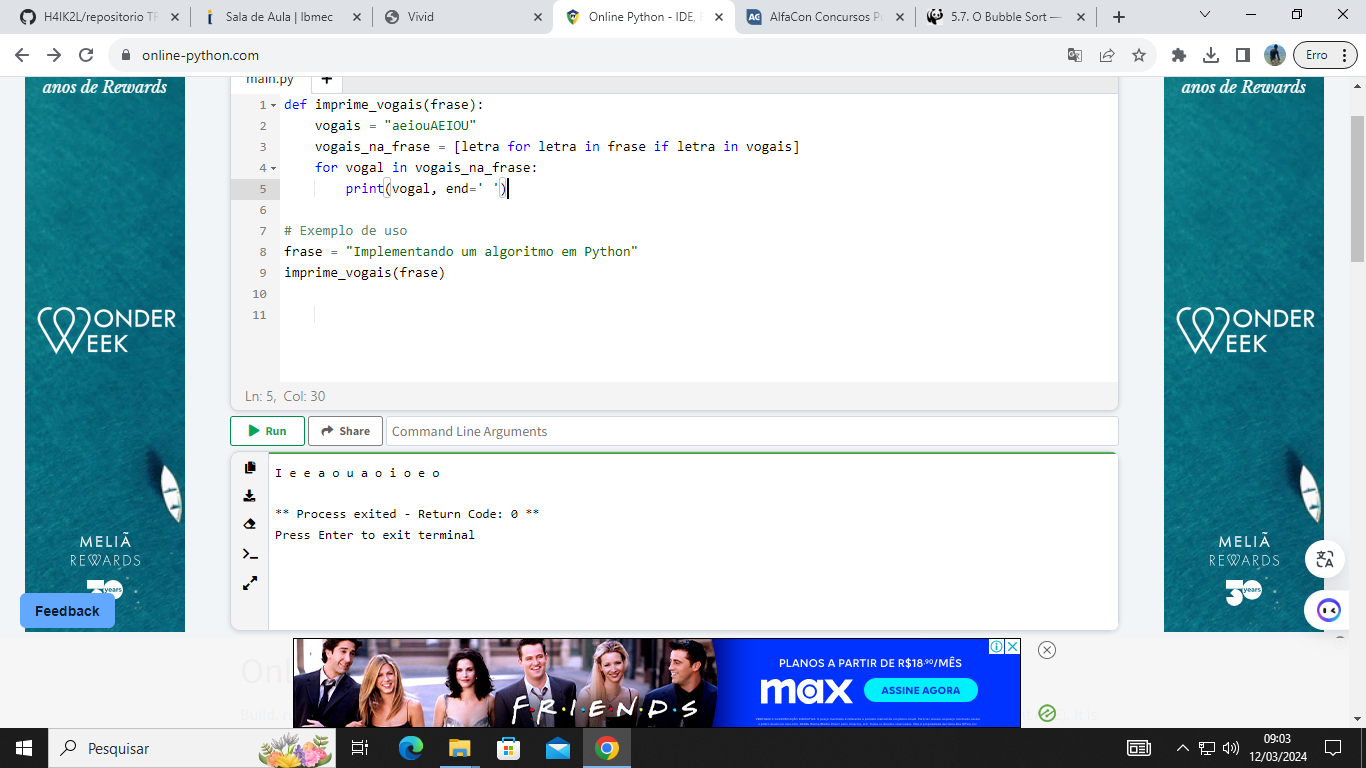 H4IK2L/repositorio TF
Sala de Aula | Ibmec
Vivid
Online Python - IDE,
AlfaCon Concursos P
5.7. O Bubble Sort —
online-python.com
Erro
anos de Rewards
anos de Rewards
main.py
1 def imprime_vogais(frase):
2     vogais = "aeiouAEIOU"
3     vogais_na_frase = [letra for letra in frase if letra in vogais]
4     for vogal in vogais_na_frase:
5         print(vogal, end=' ')
6
7 # Exemplo de uso
8 frase = "Implementando um algoritmo em Python"
9 imprime_vogais(frase)
10
11
WONDER
WEEK
WONDER
WEEK
Ln: 5, Col: 30
Run
Share
Command Line Arguments
I e e a o u a o i o e o
** Process exited - Return Code: 0 **
Press Enter to exit terminal
MELIÃ
REWARDS
30 years
MELIÃ
REWARDS
30 years
Feedback
PLANOS A PARTIR DE R$18,90/MÊS
FRIENDS
max
ASSINE AGORA
Pesquisar
09:03
12/03/2024